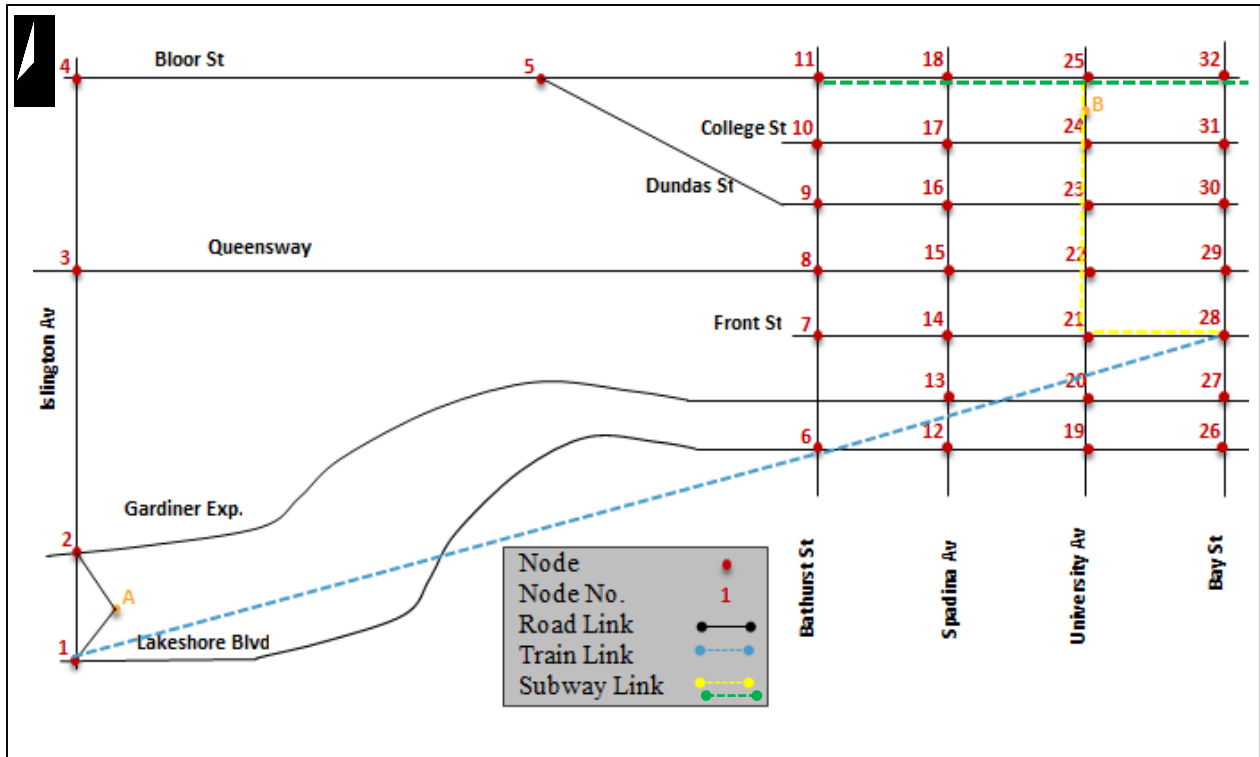 4 Bloor St 5 11 18 25 32
B
College St 10 17 24 31
Dundas St 9 16 23 30
3 Queensway 8 15 22 29
Front St 7 14 21 28
Islington Av
13 20 27
6 12 19 26
Gardiner Exp.
2
A
1 Lakeshore Blvd
Bathurst St
Spadina Av
University Av
Bay St
Node
Node No. 1
Road Link
Train Link
Subway Link